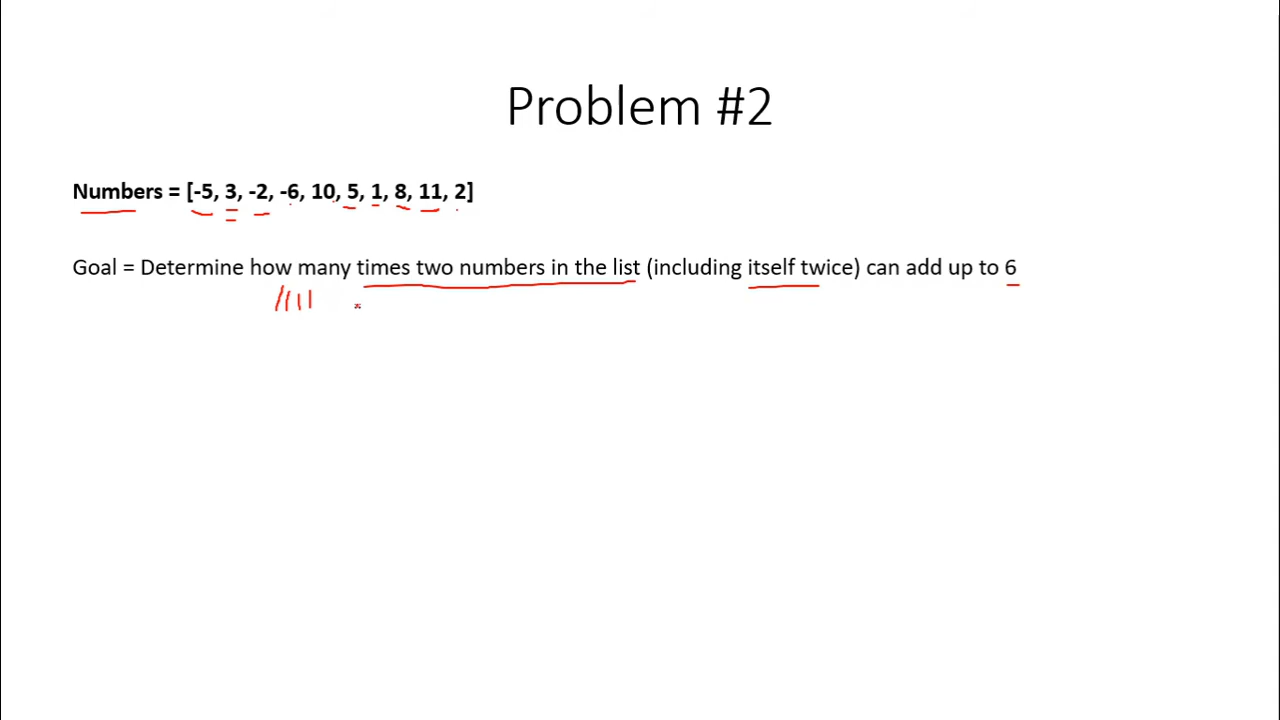 Problem #2
Numbers = [-5, 3, -2, -6, 10, 5, 1, 8, 11, 2]
Goal = Determine how many times two numbers in the list (including itself twice) can add up to 6